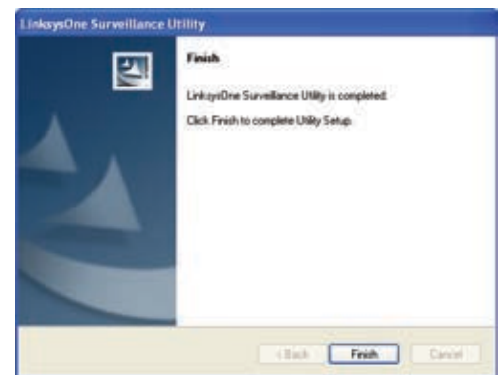 LinksysOne Surveillance Utility
Finish
LinksysOne Surveillance Utility is completed.
Click Finish to complete Utility Setup.
< Back Finish Cancel